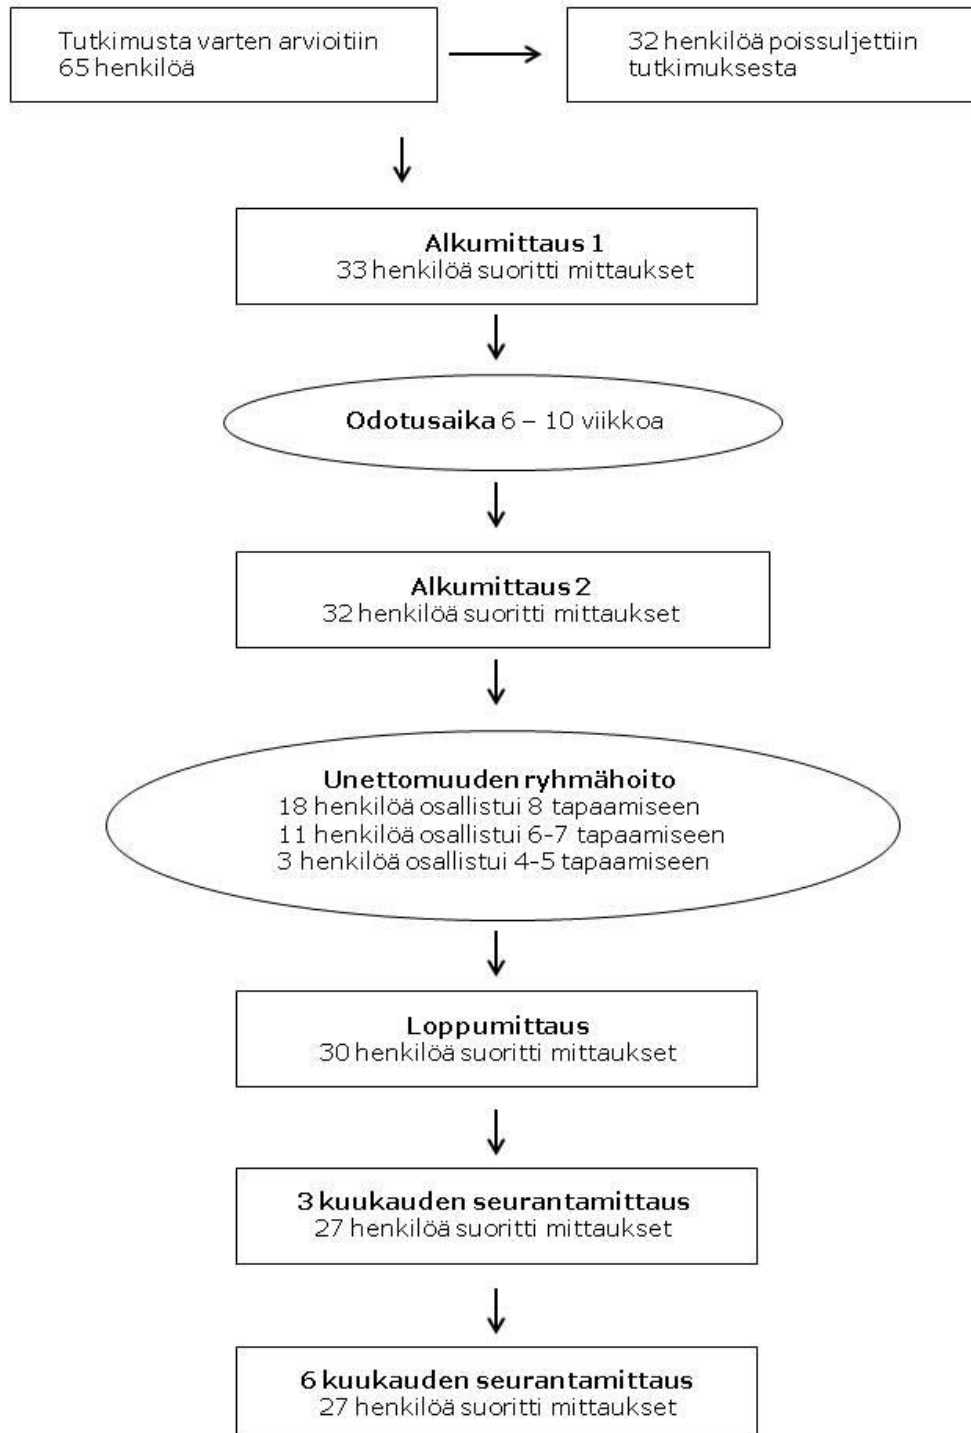 Tutkimusta varten arvioitiin
65 henkilöä
32 henkilöä poissuljettiin
tutkimuksesta
Alkumittaus 1
33 henkilöä suoritti mittaukset
Odotusaika 6 – 10 viikkoa
Alkumittaus 2
32 henkilöä suoritti mittaukset
Unettomuuden ryhmähoito
18 henkilöä osallistui 8 tapaamiseen
11 henkilöä osallistui 6-7 tapaamiseen
3 henkilöä osallistui 4-5 tapaamiseen
Loppumittaus
30 henkilöä suoritti mittaukset
3 kuukauden seurantamittaus
27 henkilöä suoritti mittaukset
6 kuukauden seurantamittaus
27 henkilöä suoritti mittaukset